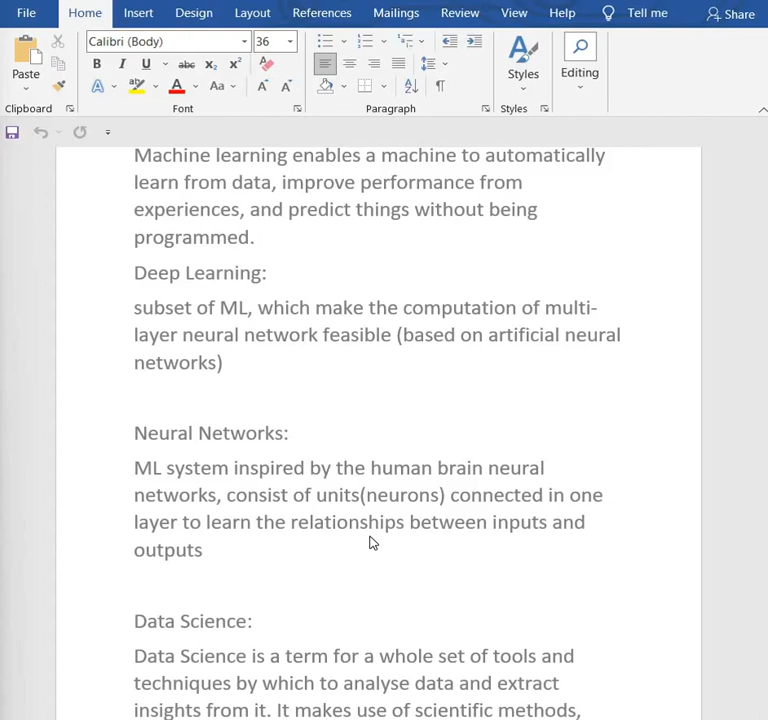 File Home Insert Design Layout References Mailings Review View Help Tell me Share
Calibri (Body) 36
Paste B I U abc x₂ x² Styles Editing
A A Aa A A
Clipboard Font Paragraph Styles
Machine learning enables a machine to automatically
learn from data, improve performance from
experiences, and predict things without being
programmed.
Deep Learning:
subset of ML, which make the computation of multi-
layer neural network feasible (based on artificial neural
networks)
Neural Networks:
ML system inspired by the human brain neural
networks, consist of units(neurons) connected in one
layer to learn the relationships between inputs and
outputs
Data Science:
Data Science is a term for a whole set of tools and
techniques by which to analyse data and extract
insights from it. It makes use of scientific methods,